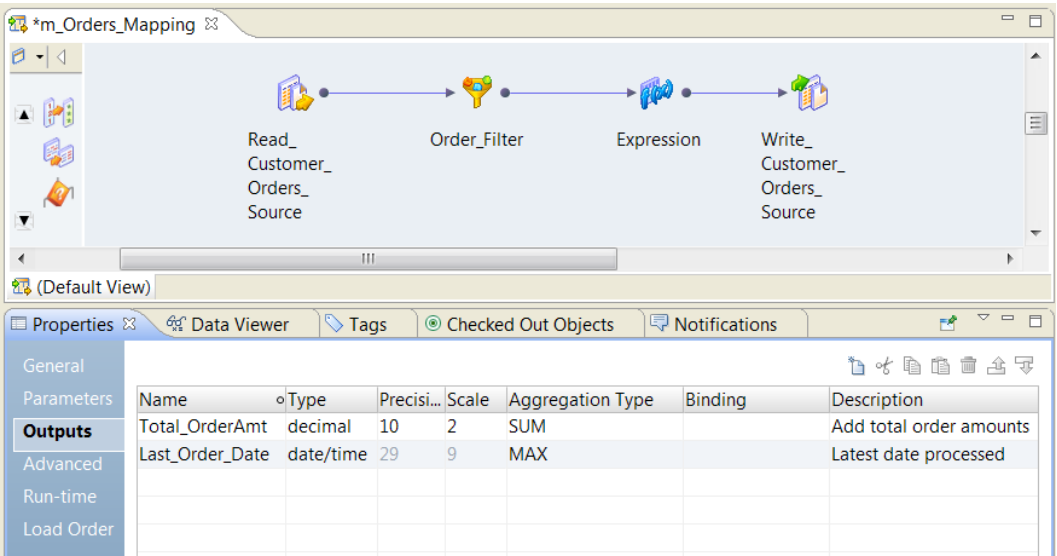 *m_Orders_Mapping
Read_
Customer_
Orders_
Source
Order_Filter
f(x)
Expression
Write_
Customer_
Orders_
Source
(Default View)
Properties Data Viewer Tags Checked Out Objects Notifications
General
Parameters
Outputs
Advanced
Run-time
Load Order
Name Type Precisi... Scale Aggregation Type Binding Description
Total_OrderAmt decimal 10 2 SUM Add total order amounts
Last_Order_Date date/time 29 9 MAX Latest date processed